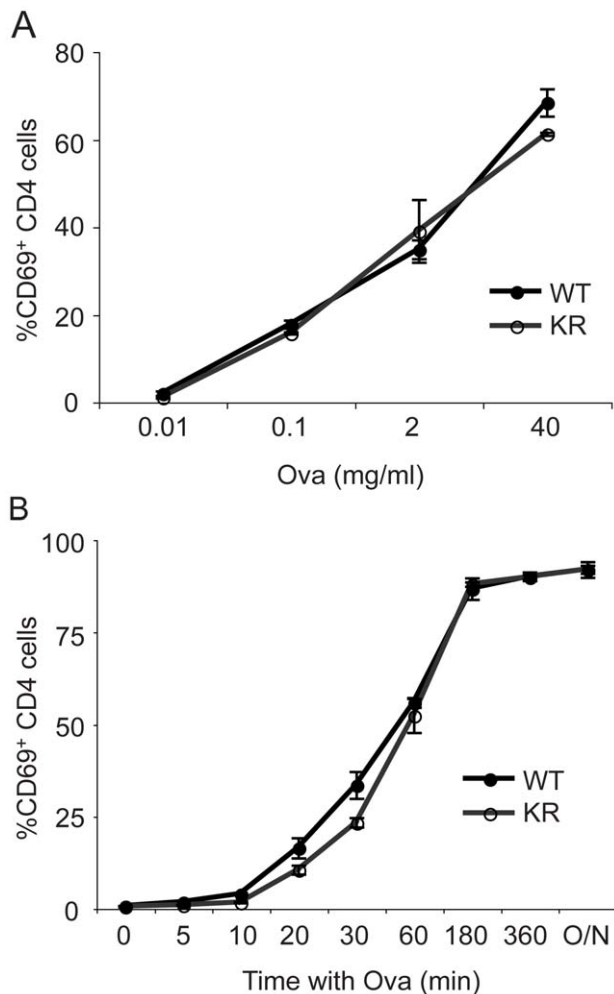 A
80
60
40
20
0
%CD69⁺ CD4 cells
WT
KR
0.01 0.1 2 40
Ova (mg/ml)
B
100
75
50
25
0
%CD69⁺ CD4 cells
WT
KR
0 5 10 20 30 60 180 360 O/N
Time with Ova (min)